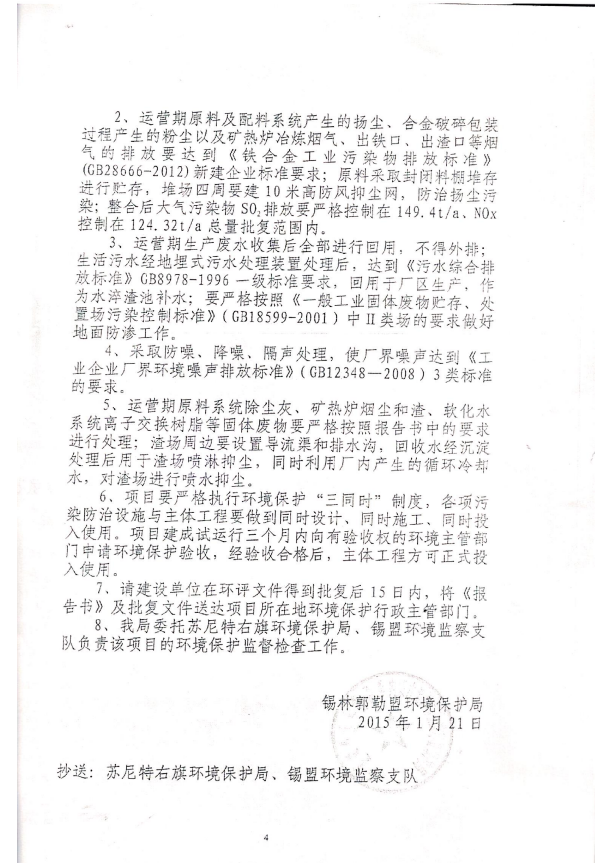 2、运营期原料及配料系统产生的扬尘、合金破碎包装
过程产生的粉尘以及矿热炉冶炼烟气、出铁口、出渣口等烟
气的排放要达到《铁合金工业污染物排放标准》
(GB28666-2012)新建企业标准要求；原料采取封闭料棚堆存
进行贮存，堆场四周要建10米高防风抑尘网，防治扬尘污
染；整合后大气污染物SO₂排放要严格控制在149.4t/a、NOx
控制在124.32t/a总量批复范围内。
3、运营期生产废水收集后全部进行回用，不得外排；
生活污水经地埋式污水处理装置处理后，达到《污水综合排
放标准》GB8978-1996一级标准要求，回用于厂区生产，作
为水淬渣池补水；要严格按照《一般工业固体废物贮存、处
置场污染控制标准》(GB18599-2001)中Ⅱ类场的要求做好
地面防渗工作。
4、采取防噪、降噪、隔声处理，使厂界噪声达到《工
业企业厂界环境噪声排放标准》(GB12348—2008)3类标准
的要求。
5、运营期原料系统除尘灰、矿热炉烟尘和渣、软化水
系统离子交换树脂等固体废物要严格按照报告书中的要求
进行处理；渣场周边要设置导流渠和排水沟，回收水经沉淀
处理后用于渣场喷淋抑尘，同时利用厂内产生的循环冷却
水，对渣场进行喷水抑尘。
6、项目要严格执行环境保护“三同时”制度，各项污
染防治设施与主体工程要做到同时设计、同时施工、同时投
入使用。项目建成试运行三个月内向有验收权的环境主管部
门申请环境保护验收，经验收合格后，主体工程方可正式投
入使用。
7、请建设单位在环评文件得到批复后15日内，将《报
告书》及批复文件送达项目所在地环境保护行政主管部门。
8、我局委托苏尼特右旗环境保护局、锡盟环境监察支
队负责该项目的环境保护监督检查工作。
锡林郭勒盟环境保护局
2015年1月21日
抄送：苏尼特右旗环境保护局、锡盟环境监察支队
4